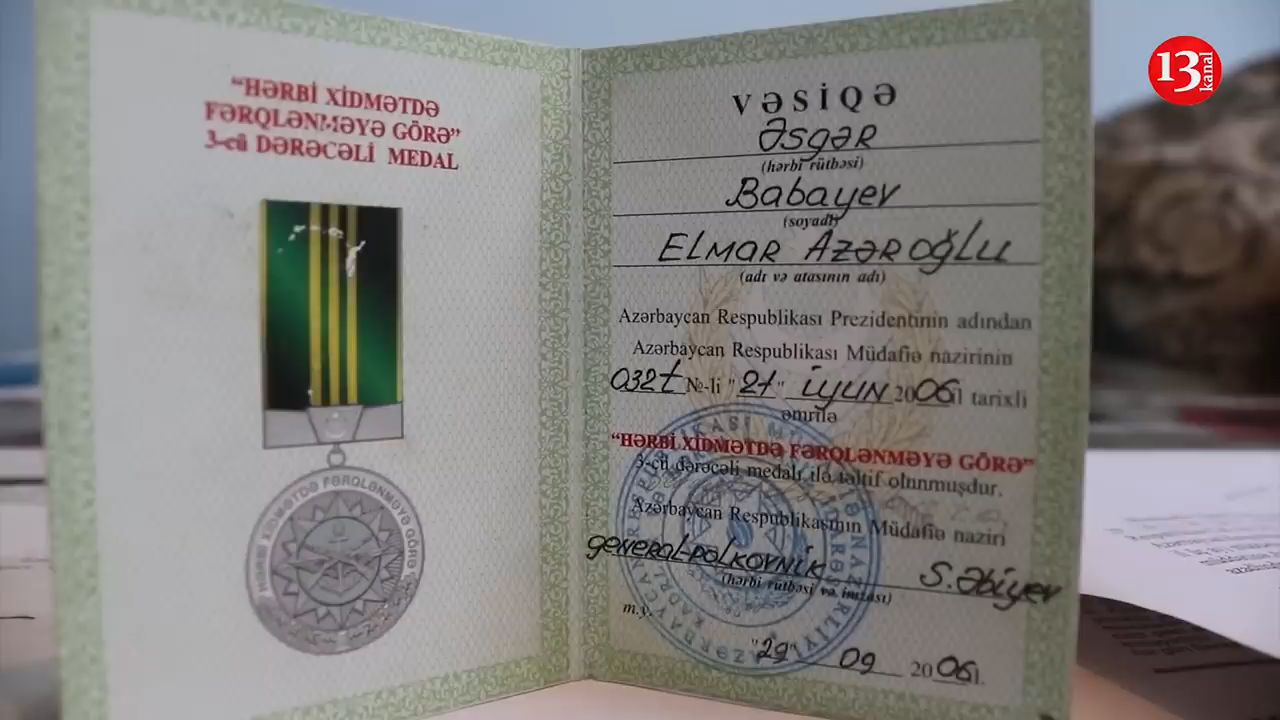 "HƏRBİ XİDMƏTDƏ
FƏRQLƏNMƏYƏ GÖRƏ"
3-cü DƏRƏCƏLİ MEDAL
HƏRBİ XİDMƏTDƏ FƏRQLƏNMƏYƏ GÖRƏ
VƏSİQƏ
Əsgər
(hərbi rütbəsi)
Babayev
(soyadı)
Elmar Azəroğlu
(adı və atasının adı)
Azərbaycan Respublikası Prezidentinin adından
Azərbaycan Respublikası Müdafiə nazirinin
032t №-li "2t" iyun 2006 il tarixli
əmrilə
"HƏRBİ XİDMƏTDƏ FƏRQLƏNMƏYƏ GÖRƏ"
3-cü dərəcəli medalı ilə təltif olunmuşdur.
Azərbaycan Respublikasının Müdafiə naziri
general-polkovnik S.Əbiyev
(hərbi rütbəsi və imzası)
m.y.
"29" 09 2006 il.
13 kanal